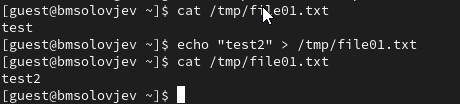 [guest@bmsolovjev ~]$ cat /tmp/file01.txt
test
[guest@bmsolovjev ~]$ echo "test2" > /tmp/file01.txt
[guest@bmsolovjev ~]$ cat /tmp/file01.txt
test2
[guest@bmsolovjev ~]$